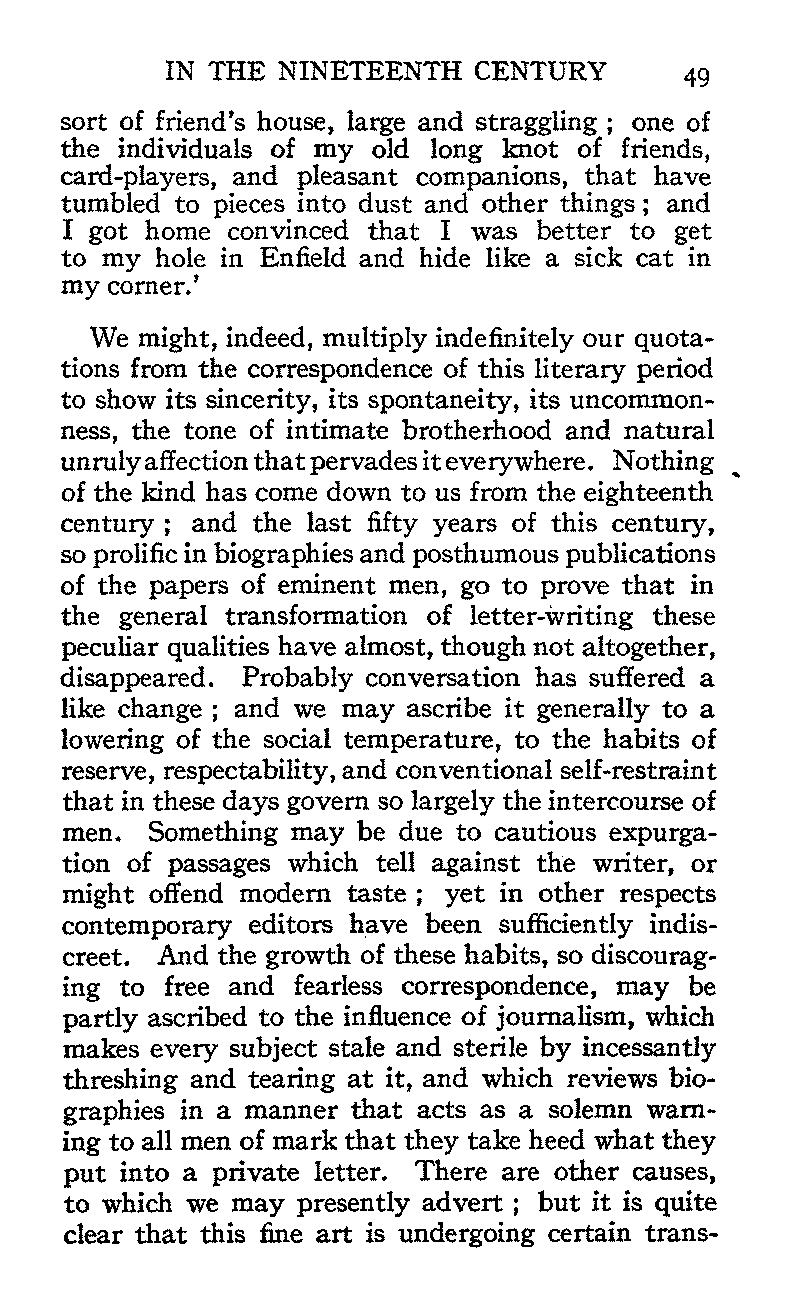 IN THE NINETEENTH CENTURY 49
sort of friend's house, large and straggling ; one of
the individuals of my old long knot of friends,
card-players, and pleasant companions, that have
tumbled to pieces into dust and other things ; and
I got home convinced that I was better to get
to my hole in Enfield and hide like a sick cat in
my corner.'
We might, indeed, multiply indefinitely our quota-
tions from the correspondence of this literary period
to show its sincerity, its spontaneity, its uncommon-
ness, the tone of intimate brotherhood and natural
unruly affection that pervades it everywhere. Nothing
of the kind has come down to us from the eighteenth
century ; and the last fifty years of this century,
so prolific in biographies and posthumous publications
of the papers of eminent men, go to prove that in
the general transformation of letter-writing these
peculiar qualities have almost, though not altogether,
disappeared. Probably conversation has suffered a
like change ; and we may ascribe it generally to a
lowering of the social temperature, to the habits of
reserve, respectability, and conventional self-restraint
that in these days govern so largely the intercourse of
men. Something may be due to cautious expurga-
tion of passages which tell against the writer, or
might offend modern taste ; yet in other respects
contemporary editors have been sufficiently indis-
creet. And the growth of these habits, so discourag-
ing to free and fearless correspondence, may be
partly ascribed to the influence of journalism, which
makes every subject stale and sterile by incessantly
threshing and tearing at it, and which reviews bio-
graphies in a manner that acts as a solemn warn-
ing to all men of mark that they take heed what they
put into a private letter. There are other causes,
to which we may presently advert ; but it is quite
clear that this fine art is undergoing certain trans-